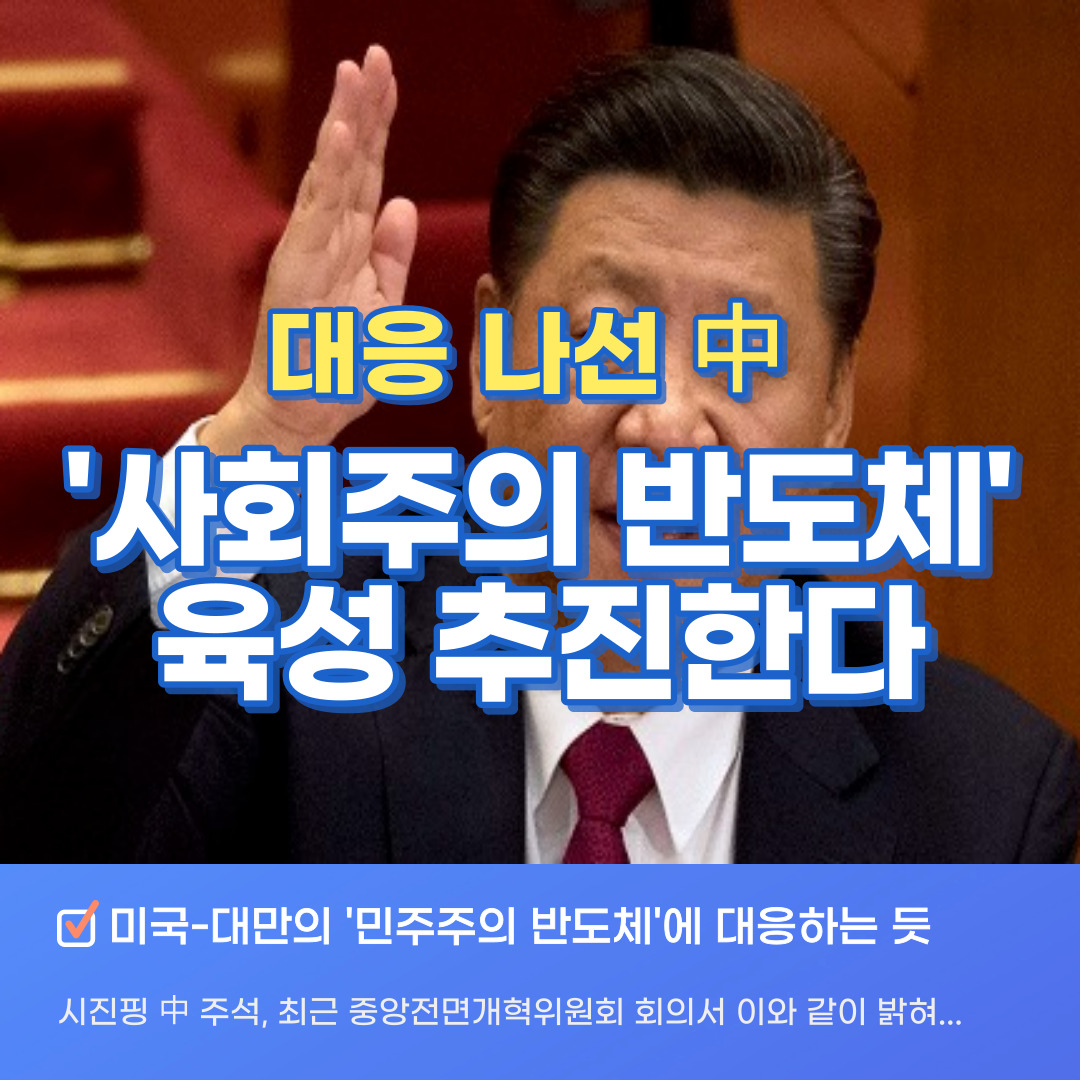 대응 나선 中
'사회주의 반도체'
육성 추진한다
미국-대만의 '민주주의 반도체'에 대응하는 듯
시진핑 中 주석, 최근 중앙전면개혁위원회 회의서 이와 같이 밝혀...